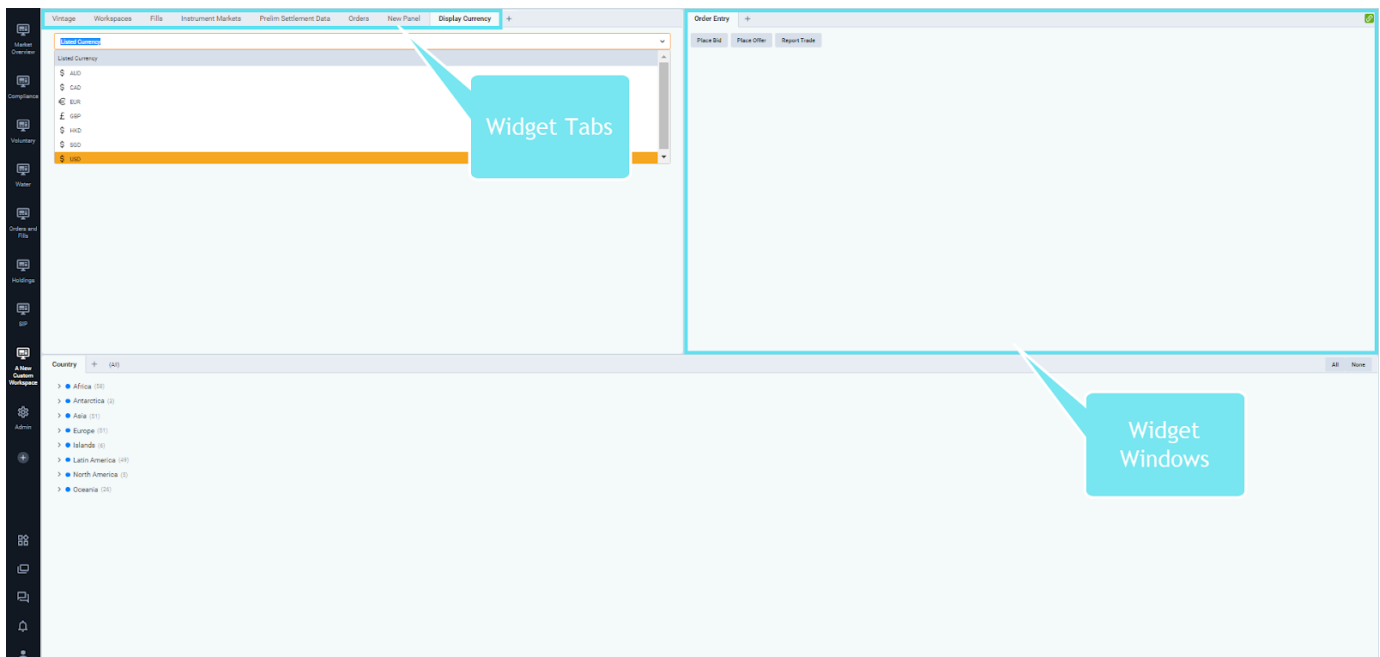 Market
Overview
Compliance
Voluntary
Water
Orders and
Fills
Holdings
BIP
A New
Custom
Workspace
Admin
Vintage Workspaces Fills Instrument Markets Prelim Settlement Data Orders New Panel Display Currency +
Listed Currency
Listed Currency
$ AUD
$ CAD
€ EUR
£ GBP
$ HKD
$ SGD
$ USD
Widget Tabs
Order Entry +
Place Bid Place Offer Report Trade
Widget
Windows
Country + (All)
All None
Africa (58)
Antarctica (3)
Asia (51)
Europe (51)
Islands (6)
Latin America (49)
North America (5)
Oceania (26)